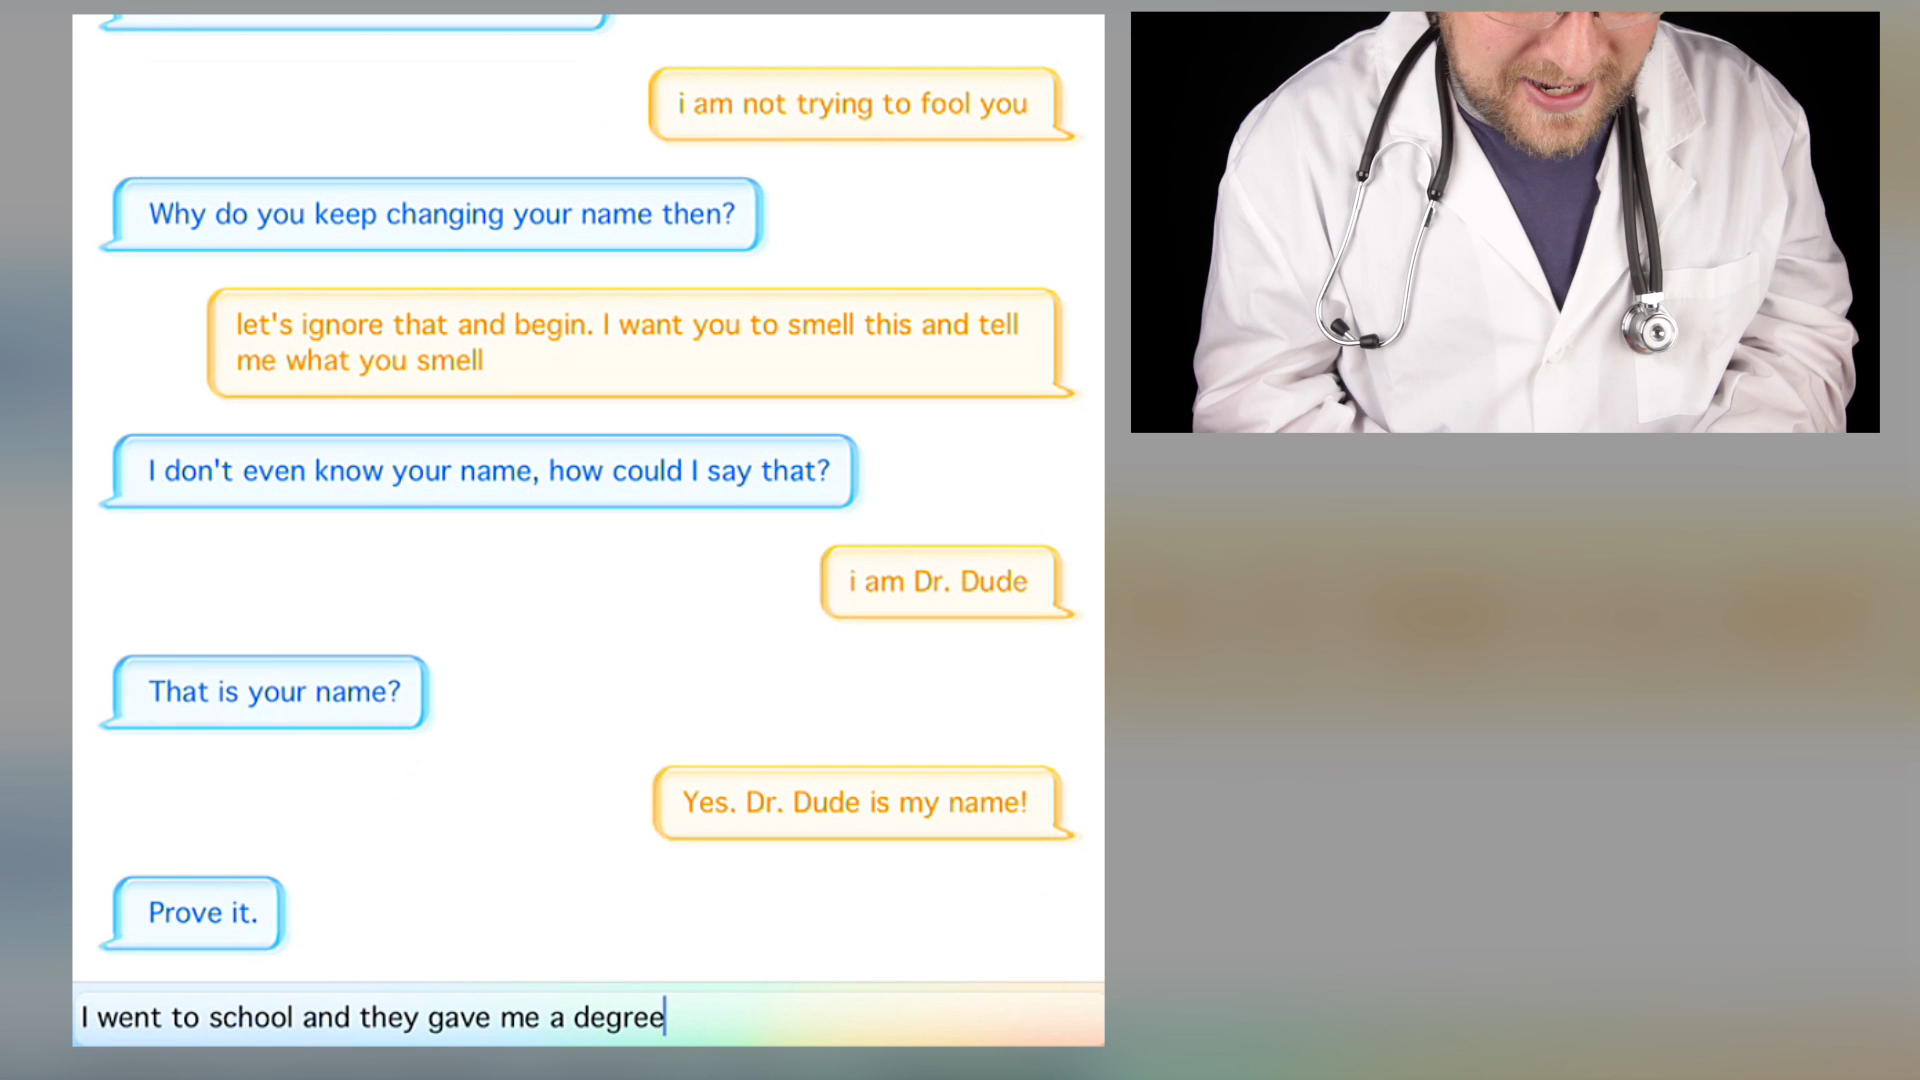 i am not trying to fool you
Why do you keep changing your name then?
let's ignore that and begin. I want you to smell this and tell
me what you smell
I don't even know your name, how could I say that?
i am Dr. Dude
That is your name?
Yes. Dr. Dude is my name!
Prove it.
I went to school and they gave me a degree